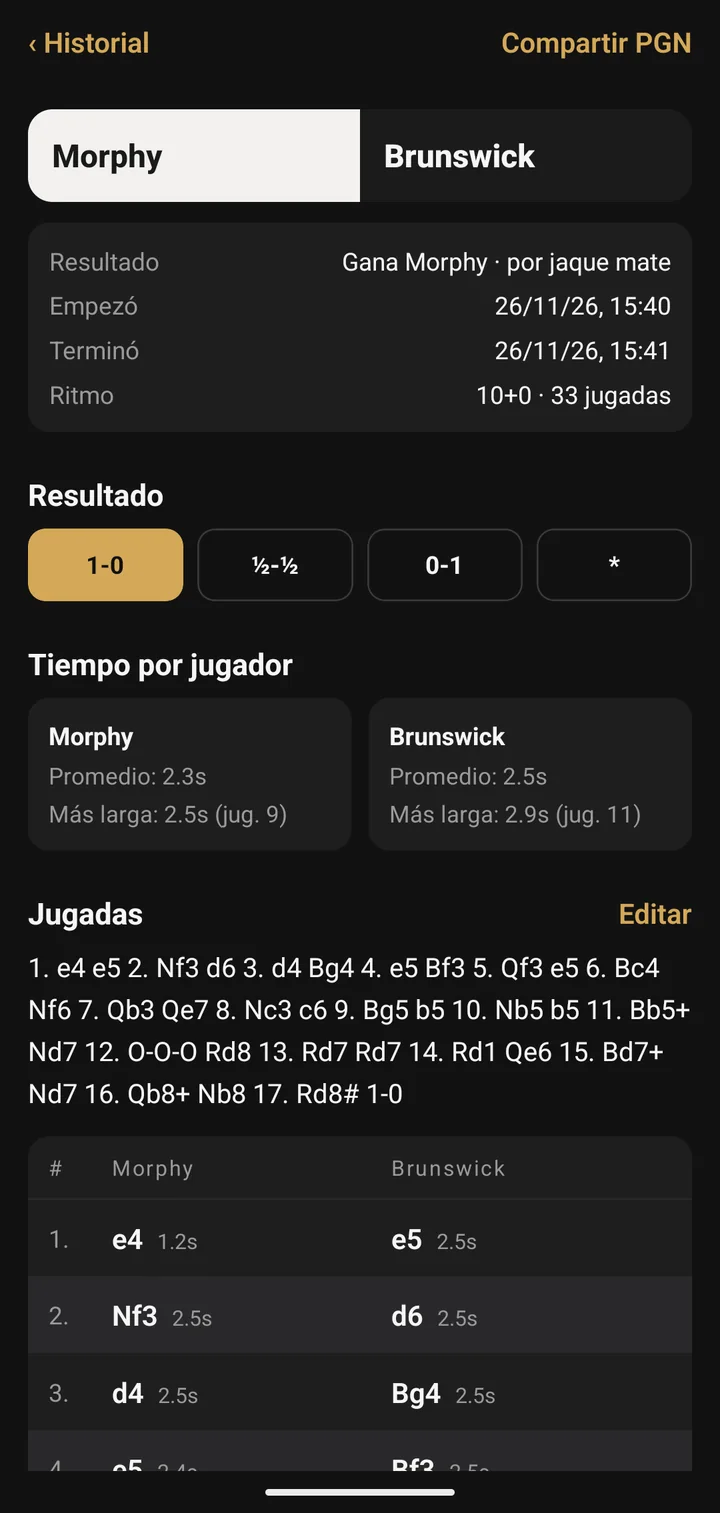 ‹ Historial
Compartir PGN
Morphy
Brunswick
Resultado
Gana Morphy · por jaque mate
Empezó
26/11/26, 15:40
Terminó
26/11/26, 15:41
Ritmo
10+0 · 33 jugadas
Resultado
1-0
½-½
0-1
*
Tiempo por jugador
Morphy
Promedio: 2.3s
Más larga: 2.5s (jug. 9)
Brunswick
Promedio: 2.5s
Más larga: 2.9s (jug. 11)
Jugadas
Editar
1. e4 e5 2. Nf3 d6 3. d4 Bg4 4. e5 Bf3 5. Qf3 e5 6. Bc4
Nf6 7. Qb3 Qe7 8. Nc3 c6 9. Bg5 b5 10. Nb5 b5 11. Bb5+
Nd7 12. O-O-O Rd8 13. Rd7 Rd7 14. Rd1 Qe6 15. Bd7+
Nd7 16. Qb8+ Nb8 17. Rd8# 1-0
# Morphy Brunswick
1. e4 1.2s e5 2.5s
2. Nf3 2.5s d6 2.5s
3. d4 2.5s Bg4 2.5s
4. e5 2.4s Bf3 2.5s